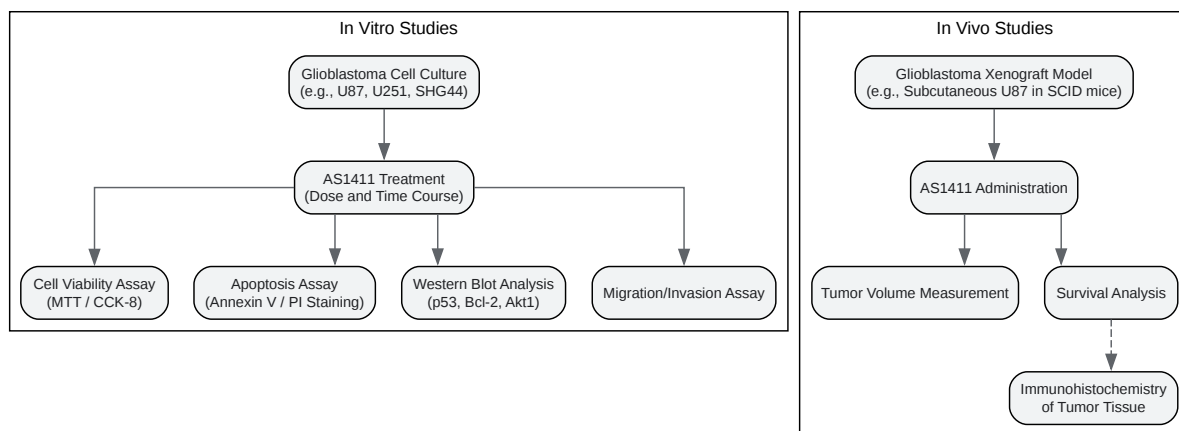 In Vitro Studies
Glioblastoma Cell Culture
(e.g., U87, U251, SHG44)
AS1411 Treatment
(Dose and Time Course)
Cell Viability Assay
(MTT / CCK-8)
Apoptosis Assay
(Annexin V / PI Staining)
Western Blot Analysis
(p53, Bcl-2, Akt1)
Migration/Invasion Assay
In Vivo Studies
Glioblastoma Xenograft Model
(e.g., Subcutaneous U87 in SCID mice)
AS1411 Administration
Tumor Volume Measurement
Survival Analysis
Immunohistochemistry
of Tumor Tissue